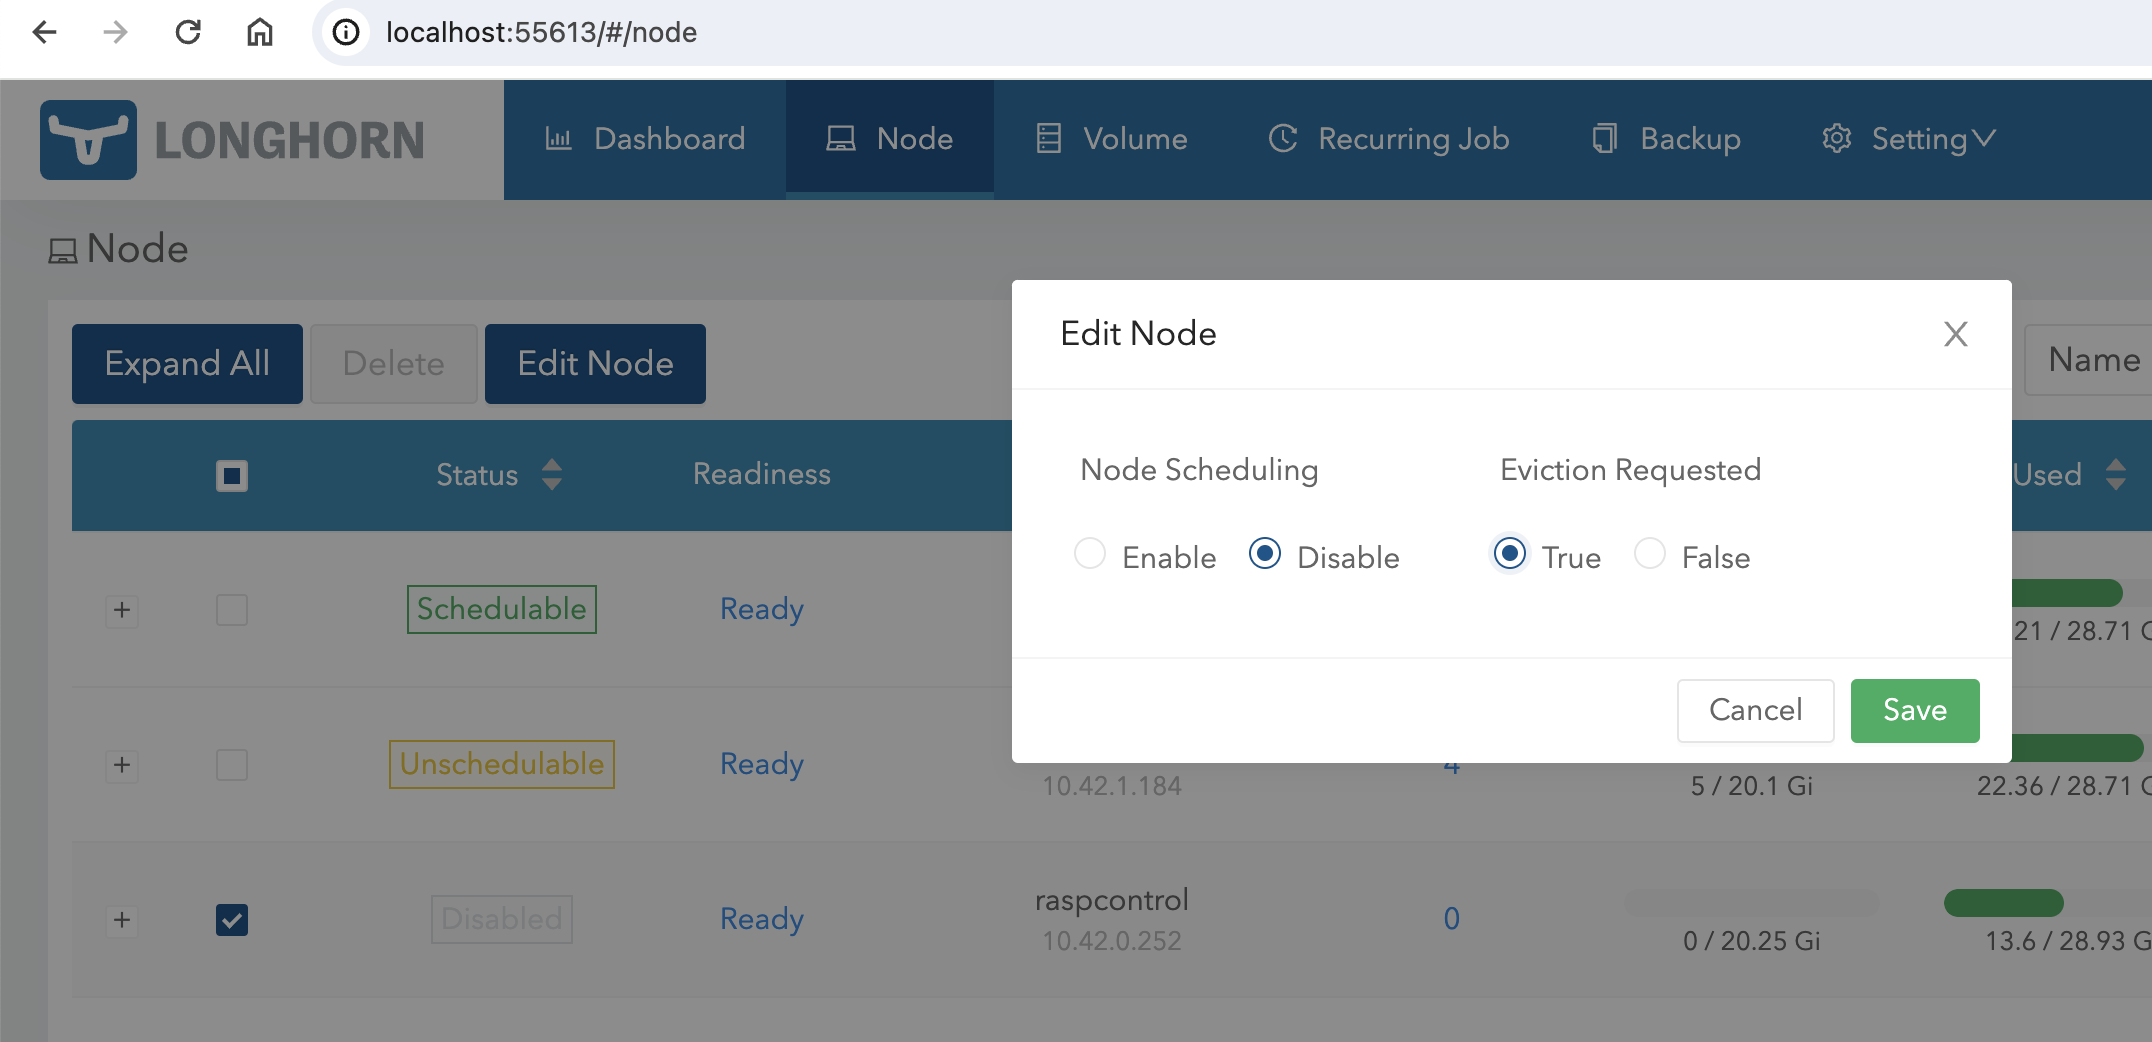 localhost:55613/#/node
LONGHORN
Dashboard
Node
Volume
Recurring Job
Backup
Setting
Node
Expand All
Delete
Edit Node
Name
Status
Readiness
Used
Edit Node
Node Scheduling
Eviction Requested
Enable
Disable
True
False
Cancel
Save
Schedulable
Ready
21 / 28.71
Unschedulable
Ready
10.42.1.184
4
5 / 20.1 Gi
22.36 / 28.71
Disabled
Ready
raspcontrol
10.42.0.252
0
0 / 20.25 Gi
13.6 / 28.93